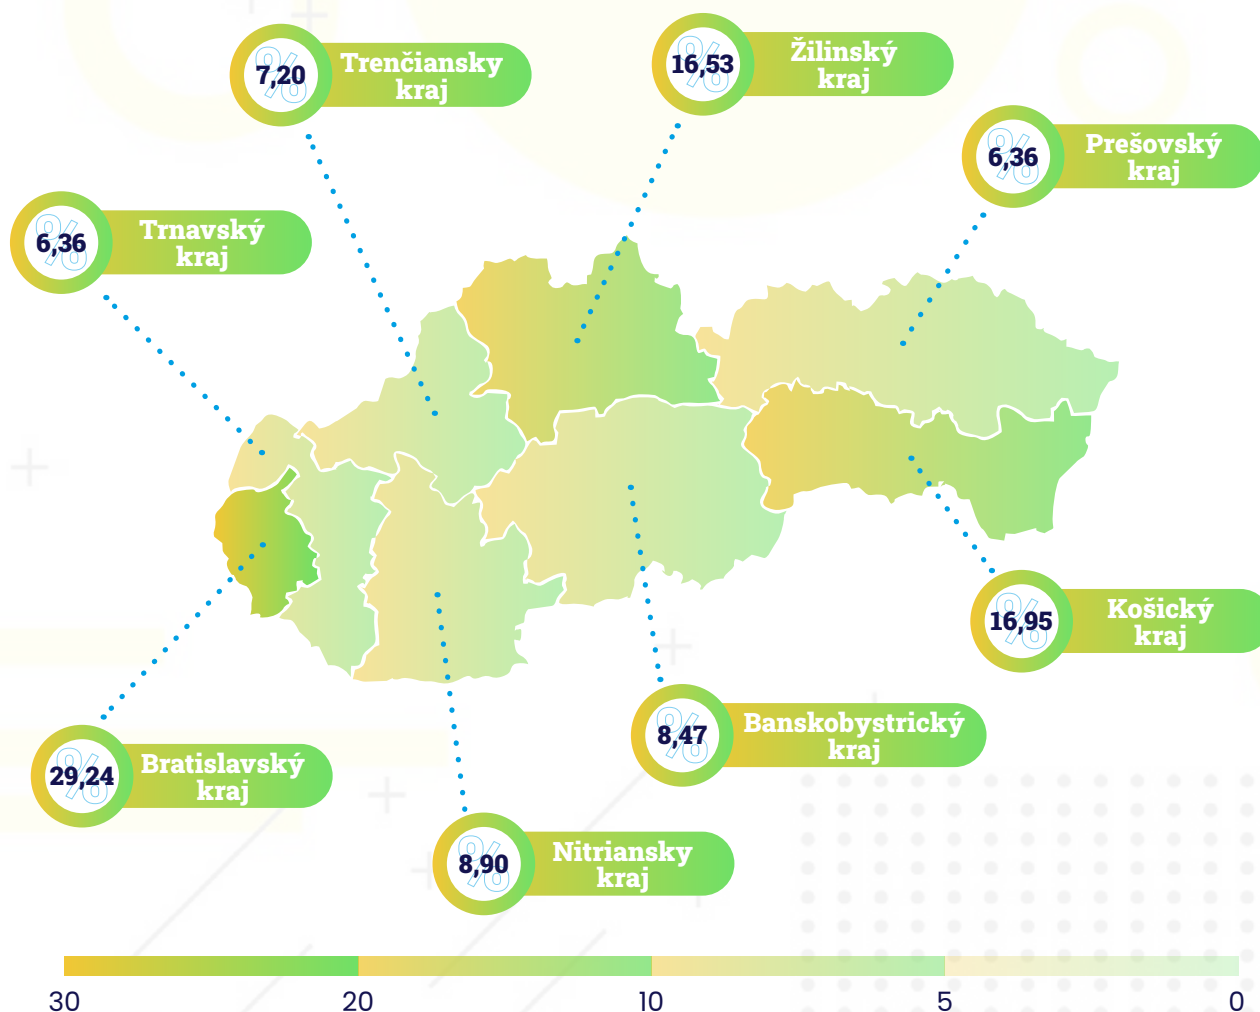 %
7,20
Trenčiansky
kraj
%
16,53
Žilinský
kraj
%
6,36
Prešovský
kraj
%
6,36
Trnavský
kraj
%
16,95
Košický
kraj
%
8,47
Banskobystrický
kraj
%
29,24
Bratislavský
kraj
%
8,90
Nitriansky
kraj
30 20 10 5 0